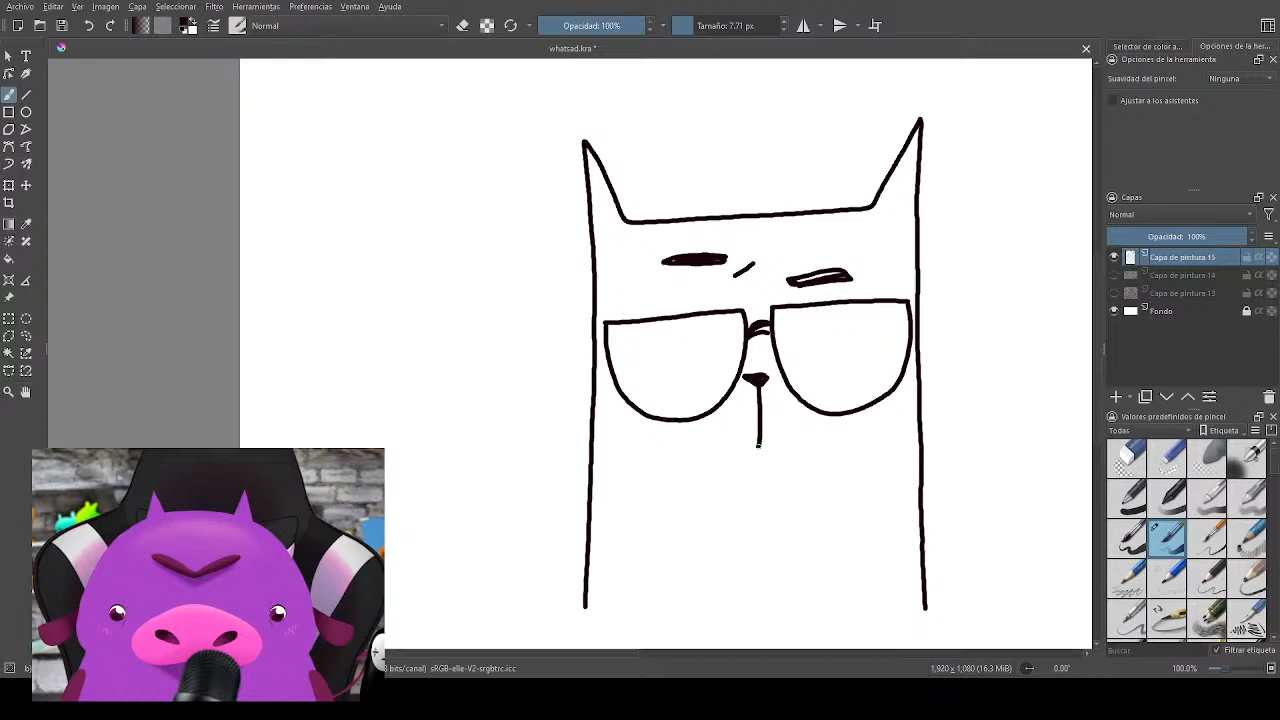 Archivo Editar Ver Imagen Capa Seleccionar Filtro Herramientas Preferencias Ventana Ayuda
Normal Opacidad: 100% Tamaño: 7.71 px
whatsad.kra *
Selector de color a... Opciones de la her...
Opciones de la herramienta
Suavidad del pincel: Ninguna
Ajustar a los asistentes
Capas
Normal
Opacidad: 100%
Capa de pintura 15
Capa de pintura 14
Capa de pintura 13
Fondo
Valores predefinidos de pincel
Todas Etiqueta
Buscar Filtrar etiqueta
b) bits/canal) sRGB-elle-V2-srgbtrc.icc 1,920 x 1,080 (16.3 MiB) 0.00° 100.0%